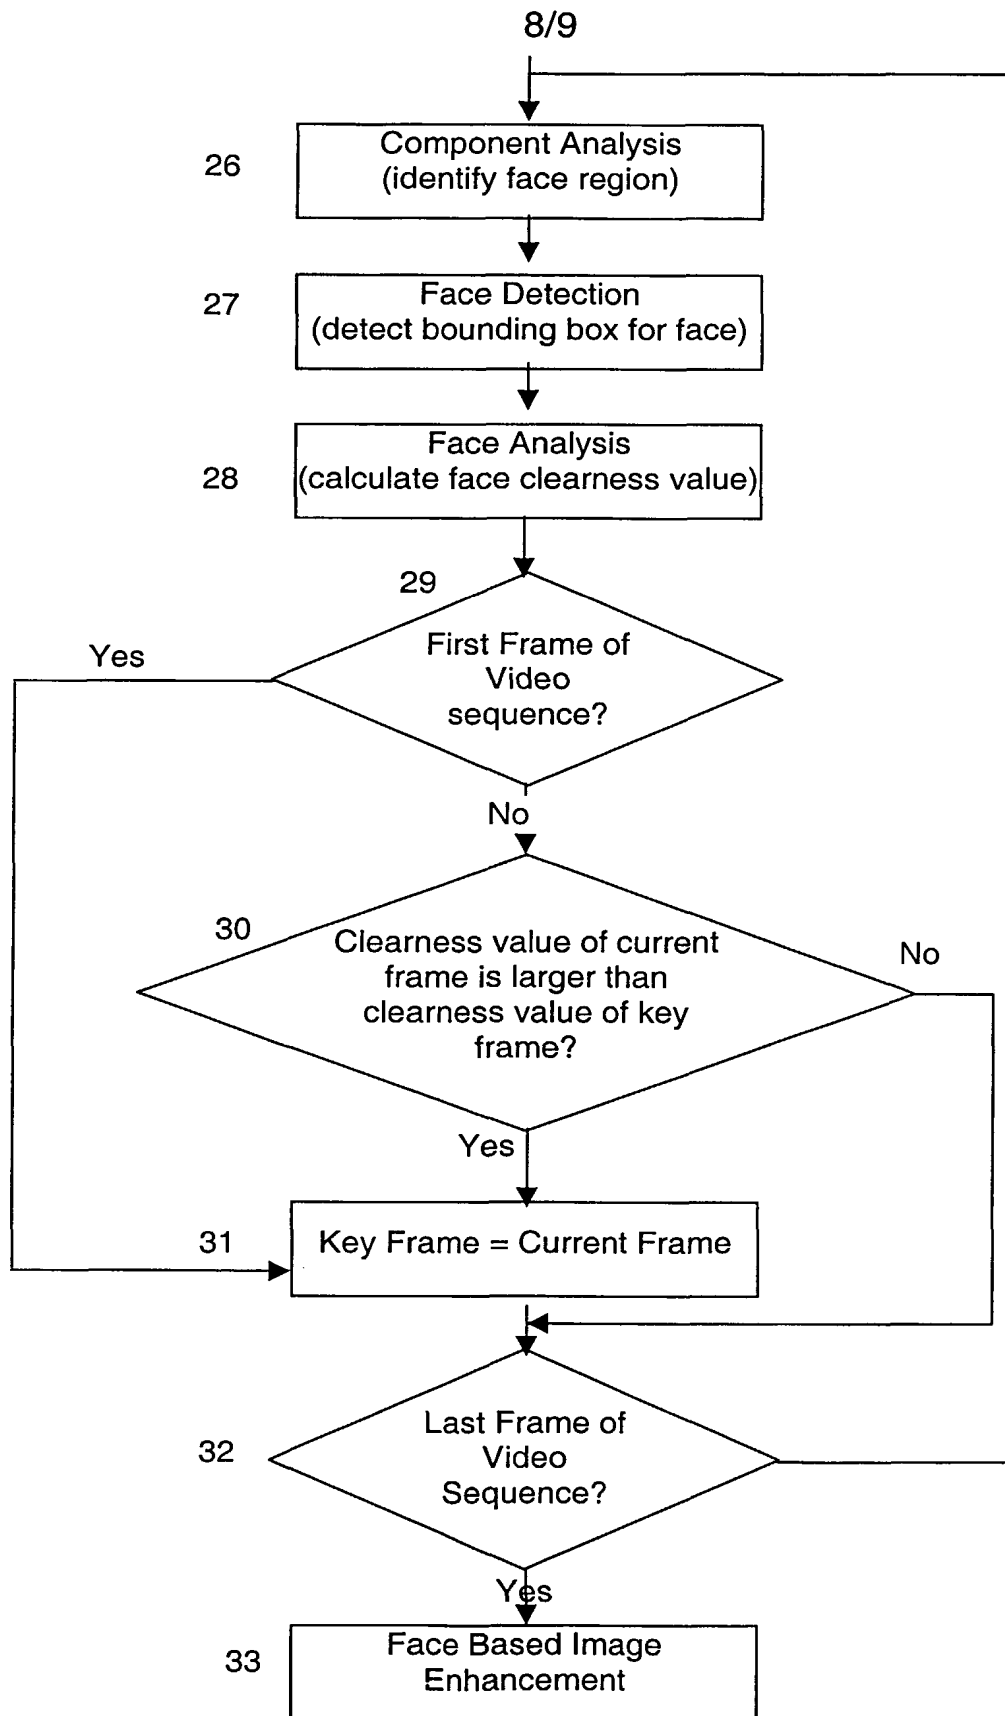 8/9
26
Component Analysis
(identify face region)
27
Face Detection
(detect bounding box for face)
28
Face Analysis
(calculate face clearness value)
29
First Frame of
Video
sequence?
Yes
No
30
Clearness value of current
frame is larger than
clearness value of key
frame?
No
Yes
31
Key Frame = Current Frame
32
Last Frame of
Video
Sequence?
Yes
33
Face Based Image
Enhancement